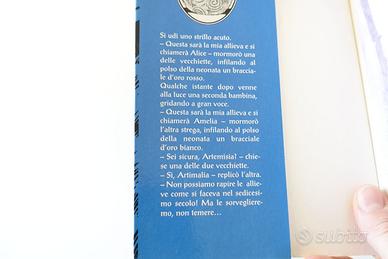 Si udì uno strillo acuto.
– Questa sarà la mia allieva e si
chiamerà Alice – mormorò una
delle vecchiette, infilando al
polso della neonata un braccia-
le d'oro rosso.
Qualche istante dopo venne
alla luce una seconda bambina,
gridando a gran voce.
– Questa sarà la mia allieva e si
chiamerà Amelia – mormorò
l'altra strega, infilando al polso
della neonata un bracciale
d'oro bianco.
– Sei sicura, Artemisia? – chie-
se una delle due vecchiette.
– Sì, Artimalia – replicò l'altra.
– Non possiamo rapire le allie-
ve come si faceva nel sedicesi-
mo secolo! Ma le sorvegliere-
mo, non temere…
subito